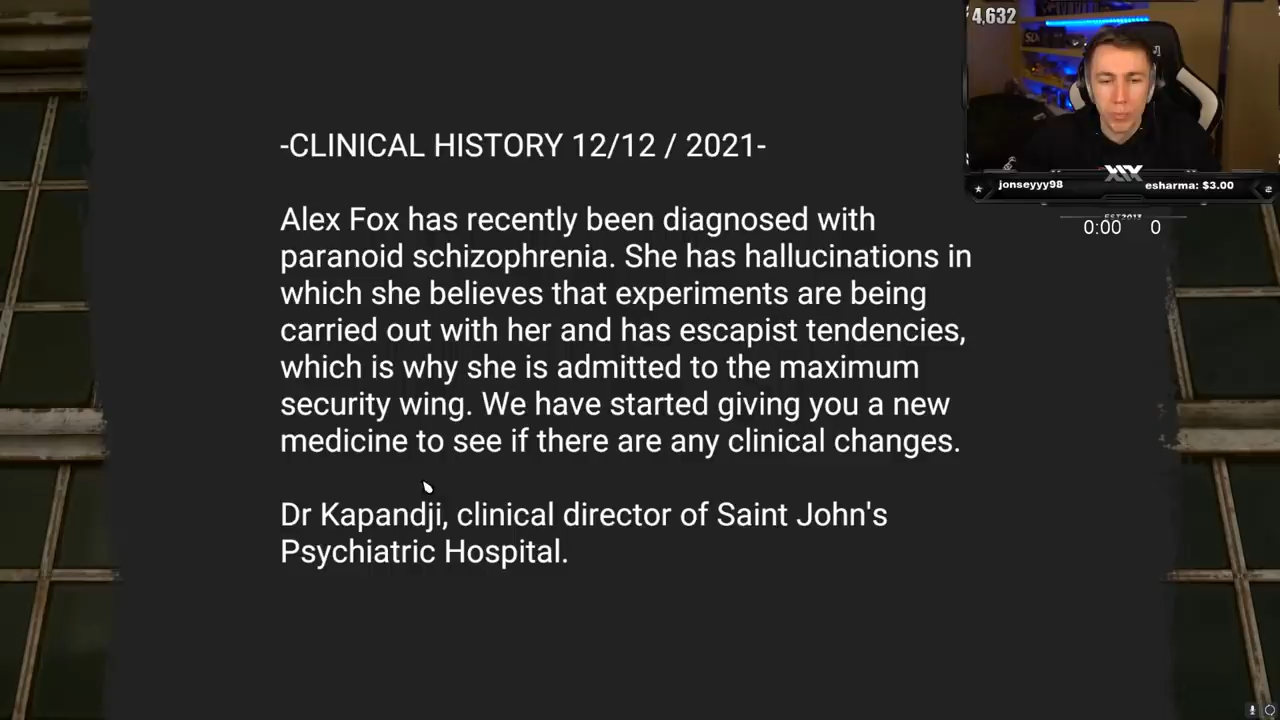 4,632
-CLINICAL HISTORY 12/12 / 2021-
jonseyyy98
esharma: $3.00
EST2013
0:00 0
Alex Fox has recently been diagnosed with
paranoid schizophrenia. She has hallucinations in
which she believes that experiments are being
carried out with her and has escapist tendencies,
which is why she is admitted to the maximum
security wing. We have started giving you a new
medicine to see if there are any clinical changes.
Dr Kapandji, clinical director of Saint John's
Psychiatric Hospital.